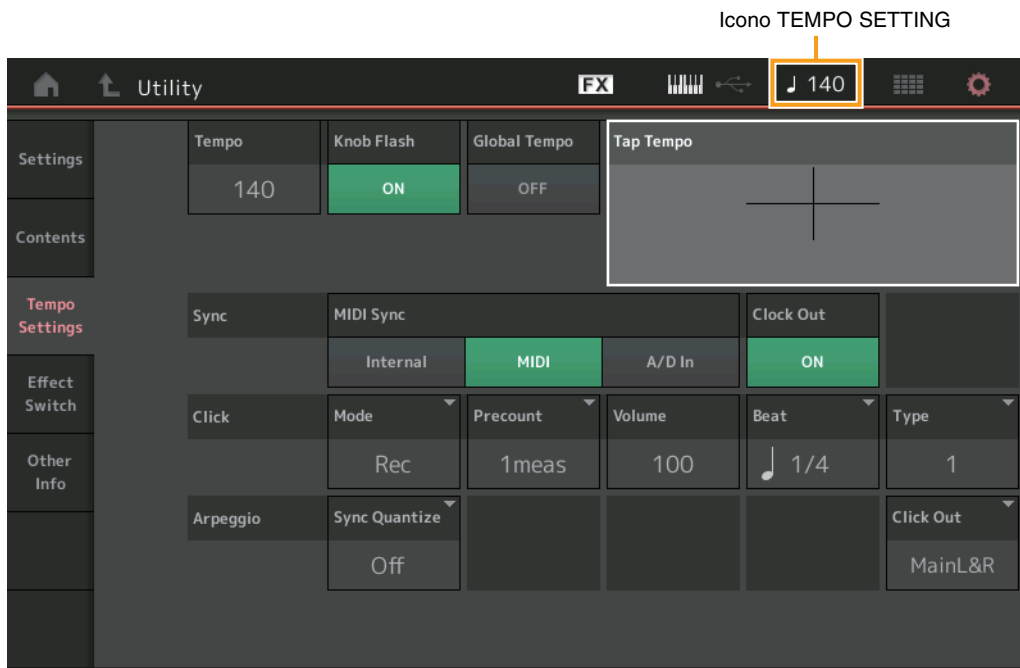 Icono TEMPO SETTING
Utility
FX
140
Settings
Contents
Tempo
Settings
Effect
Switch
Other
Info
Tempo
140
Knob Flash
ON
Global Tempo
OFF
Tap Tempo
Sync
MIDI Sync
Internal
MIDI
A/D In
Clock Out
ON
Click
Mode
Rec
Precount
1meas
Volume
100
Beat
1/4
Type
1
Arpeggio
Sync Quantize
Off
Click Out
MainL&R